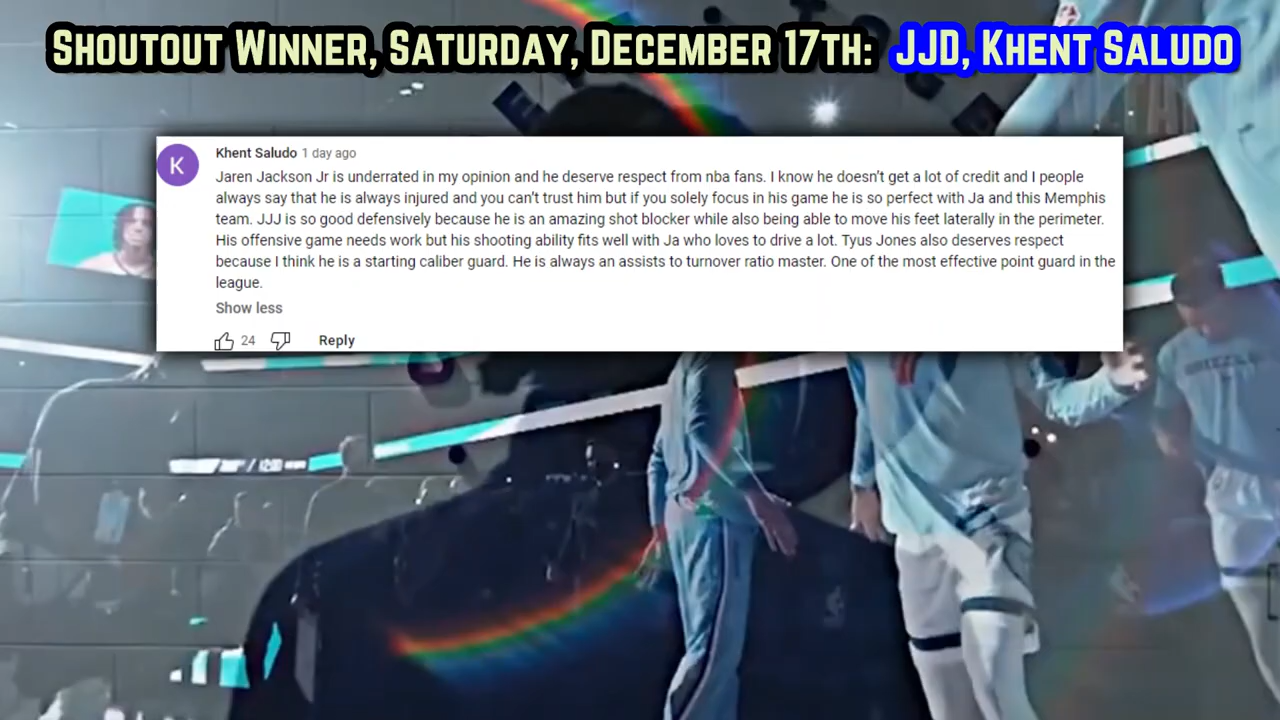 SHOUTOUT WINNER, SATURDAY, DECEMBER 17TH: JJD, KHENT SALUDO
K
Khent Saludo 1 day ago
Jaren Jackson Jr is underrated in my opinion and he deserve respect from nba fans. I know he doesn't get a lot of credit and I people
always say that he is always injured and you can't trust him but if you solely focus in his game he is so perfect with Ja and this Memphis
team. JJJ is so good defensively because he is an amazing shot blocker while also being able to move his feet laterally in the perimeter.
His offensive game needs work but his shooting ability fits well with Ja who loves to drive a lot. Tyus Jones also deserves respect
because I think he is a starting caliber guard. He is always an assists to turnover ratio master. One of the most effective point guard in the
league.
Show less
24
Reply